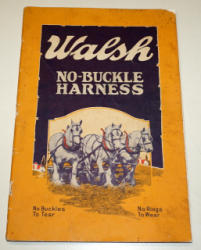 Walsh
NO-BUCKLE
HARNESS
No Buckles
To Tear
No Rings
To Wear